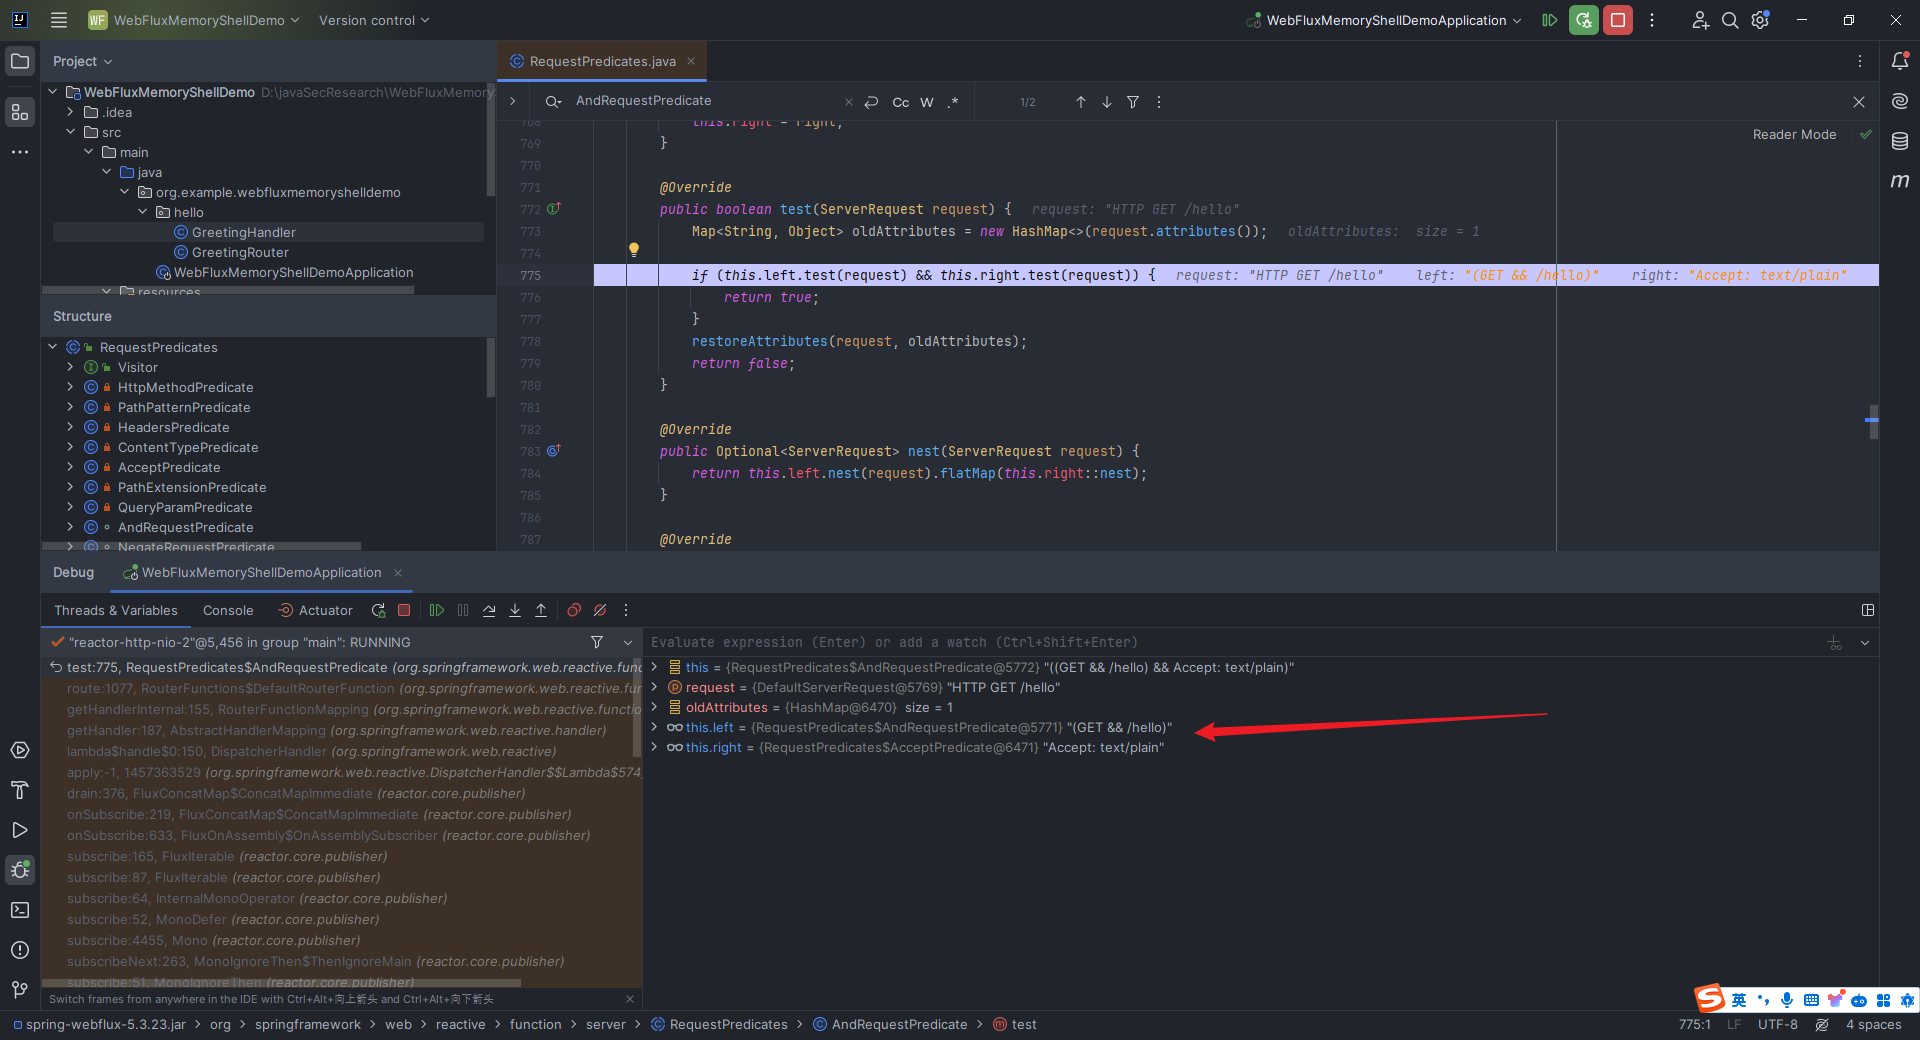 WF WebFluxMemoryShellDemo Version control WebFluxMemoryShellDemoApplication
Project
WebFluxMemoryShellDemo D:\javaSecResearch\WebFluxMemory
.idea
src
main
java
org.example.webfluxmemoryshelldemo
hello
GreetingHandler
GreetingRouter
WebFluxMemoryShellDemoApplication
resources
Structure
RequestPredicates
Visitor
HttpMethodPredicate
PathPatternPredicate
HeadersPredicate
ContentTypePredicate
AcceptPredicate
PathExtensionPredicate
QueryParamPredicate
AndRequestPredicate
NegateRequestPredicate
RequestPredicates.java
AndRequestPredicate Cc W .* 1/2
Reader Mode
768 this.right = right;
769 }
770
771 @Override
772 public boolean test(ServerRequest request) { request: "HTTP GET /hello"
773 Map<String, Object> oldAttributes = new HashMap<>(request.attributes()); oldAttributes: size = 1
774
775 if (this.left.test(request) && this.right.test(request)) { request: "HTTP GET /hello" left: "(GET && /hello)" right: "Accept: text/plain"
776 return true;
777 }
778 restoreAttributes(request, oldAttributes);
779 return false;
780 }
781
782 @Override
783 public Optional<ServerRequest> nest(ServerRequest request) {
784 return this.left.nest(request).flatMap(this.right::nest);
785 }
786
787 @Override
Debug WebFluxMemoryShellDemoApplication
Threads & Variables Console Actuator
"reactor-http-nio-2"@5,456 in group "main": RUNNING
test:775, RequestPredicates$AndRequestPredicate (org.springframework.web.reactive.func
route:1077, RouterFunctions$DefaultRouterFunction (org.springframework.web.reactive.fun
getHandlerInternal:155, RouterFunctionMapping (org.springframework.web.reactive.functio
getHandler:187, AbstractHandlerMapping (org.springframework.web.reactive.handler)
lambda$handle$0:150, DispatcherHandler (org.springframework.web.reactive)
apply:-1, 1457363529 (org.springframework.web.reactive.DispatcherHandler$$Lambda$574,
drain:376, FluxConcatMap$ConcatMapImmediate (reactor.core.publisher)
onSubscribe:219, FluxConcatMap$ConcatMapImmediate (reactor.core.publisher)
onSubscribe:633, FluxOnAssembly$OnAssemblySubscriber (reactor.core.publisher)
subscribe:165, FluxIterable (reactor.core.publisher)
subscribe:87, FluxIterable (reactor.core.publisher)
subscribe:64, InternalMonoOperator (reactor.core.publisher)
subscribe:52, MonoDefer (reactor.core.publisher)
subscribe:4455, Mono (reactor.core.publisher)
subscribeNext:263, MonoIgnoreThen$ThenIgnoreMain (reactor.core.publisher)
subscribe:51, MonoIgnoreThen (reactor.core.publisher)
Switch frames from anywhere in the IDE with Ctrl+Alt+向上箭头 and Ctrl+Alt+向下箭头
Evaluate expression (Enter) or add a watch (Ctrl+Shift+Enter)
this = {RequestPredicates$AndRequestPredicate@5772} "((GET && /hello) && Accept: text/plain)"
request = {DefaultServerRequest@5769} "HTTP GET /hello"
oldAttributes = {HashMap@6470} size = 1
this.left = {RequestPredicates$AndRequestPredicate@5771} "(GET && /hello)"
this.right = {RequestPredicates$AcceptPredicate@6471} "Accept: text/plain"
英
spring-webflux-5.3.23.jar > org > springframework > web > reactive > function > server > RequestPredicates > AndRequestPredicate > test
775:1 LF UTF-8 4 spaces